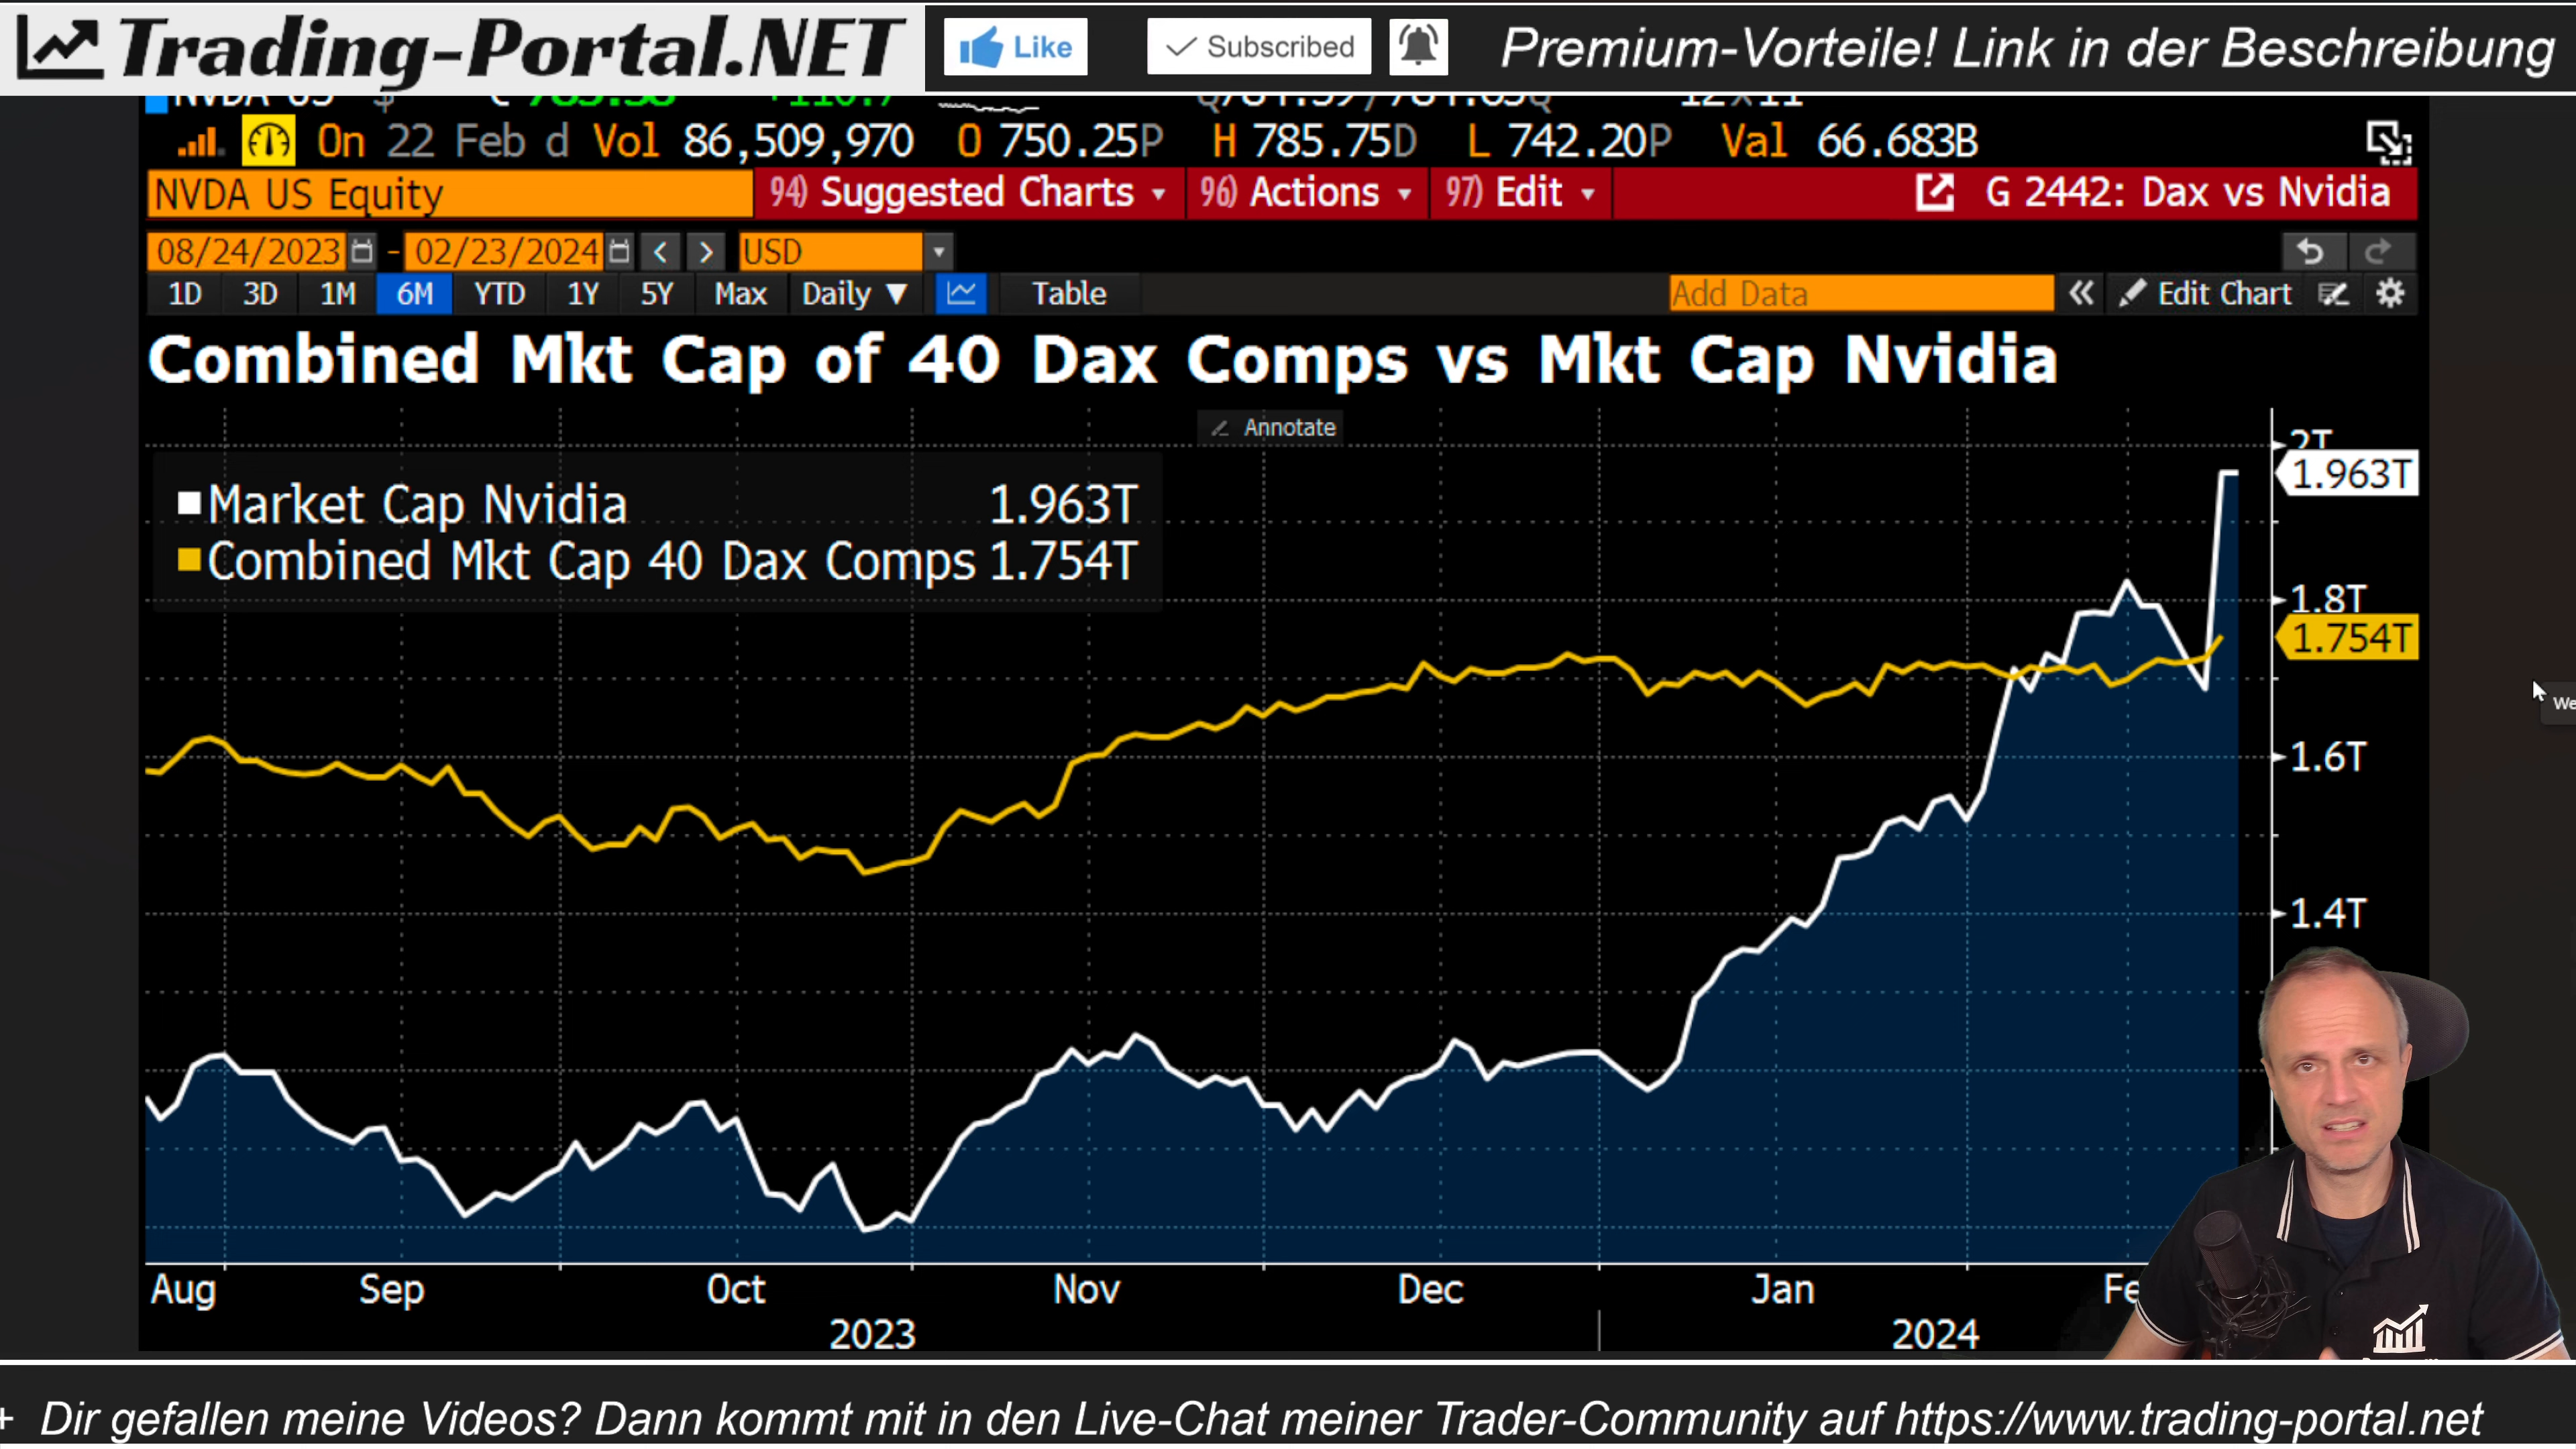 Trading-Portal.NET
Like
Subscribed
Premium-Vorteile! Link in der Beschreibung
NVDA US $
On 22 Feb d Vol 86,509,970 O 750.25P H 785.75D L 742.20P Val 66.683B
NVDA US Equity 94) Suggested Charts 96) Actions 97) Edit G 2442: Dax vs Nvidia
08/24/2023 - 02/23/2024 USD
1D 3D 1M 6M YTD 1Y 5Y Max Daily ▼ Table Add Data « Edit Chart
Combined Mkt Cap of 40 Dax Comps vs Mkt Cap Nvidia
Annotate
2T
1.963T
Market Cap Nvidia 1.963T
Combined Mkt Cap 40 Dax Comps 1.754T
1.8T
1.754T
We
1.6T
1.4T
Aug Sep Oct Nov Dec Jan Fe
2023 2024
+ Dir gefallen meine Videos? Dann kommt mit in den Live-Chat meiner Trader-Community auf https://www.trading-portal.net